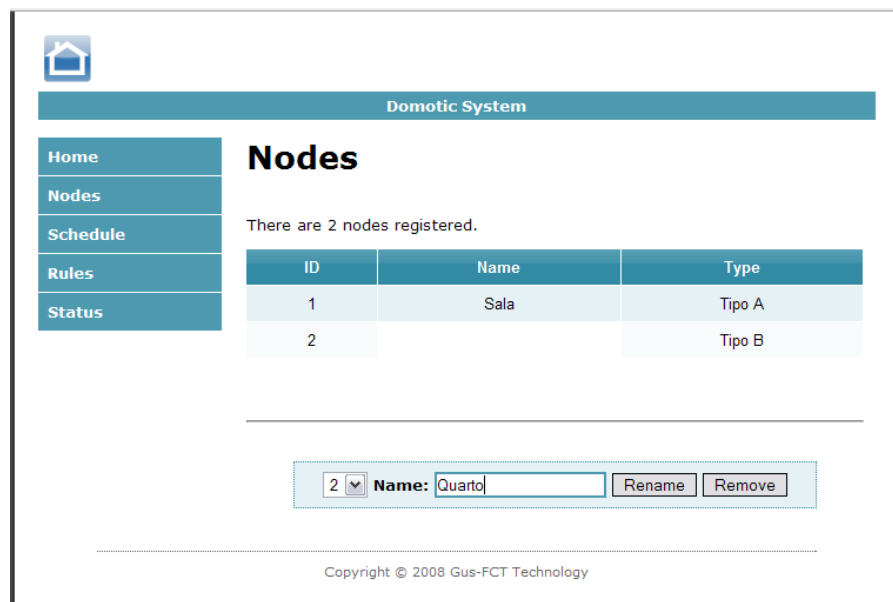 Domotic System
Home
Nodes
Schedule
Rules
Status
Nodes
There are 2 nodes registered.
ID Name Type
1 Sala Tipo A
2 Tipo B
2 Name: Quarto Rename Remove
Copyright © 2008 Gus-FCT Technology